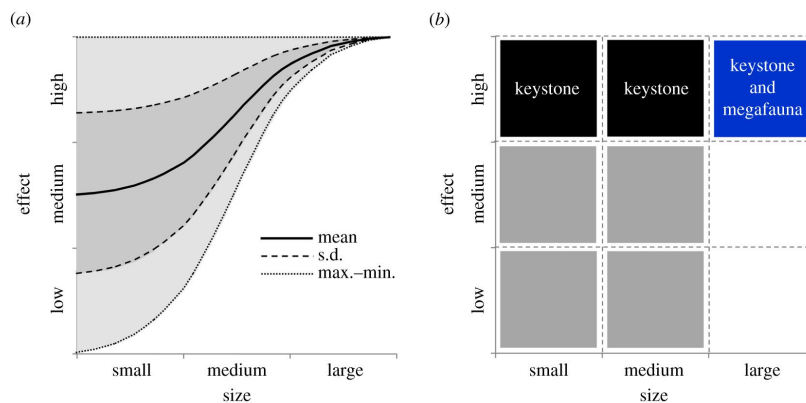 (a)
high
medium
low
effect
mean
s.d.
max.–min.
small
medium
large
size
(b)
high
medium
low
effect
keystone
keystone
keystone
and
megafauna
small
medium
large
size